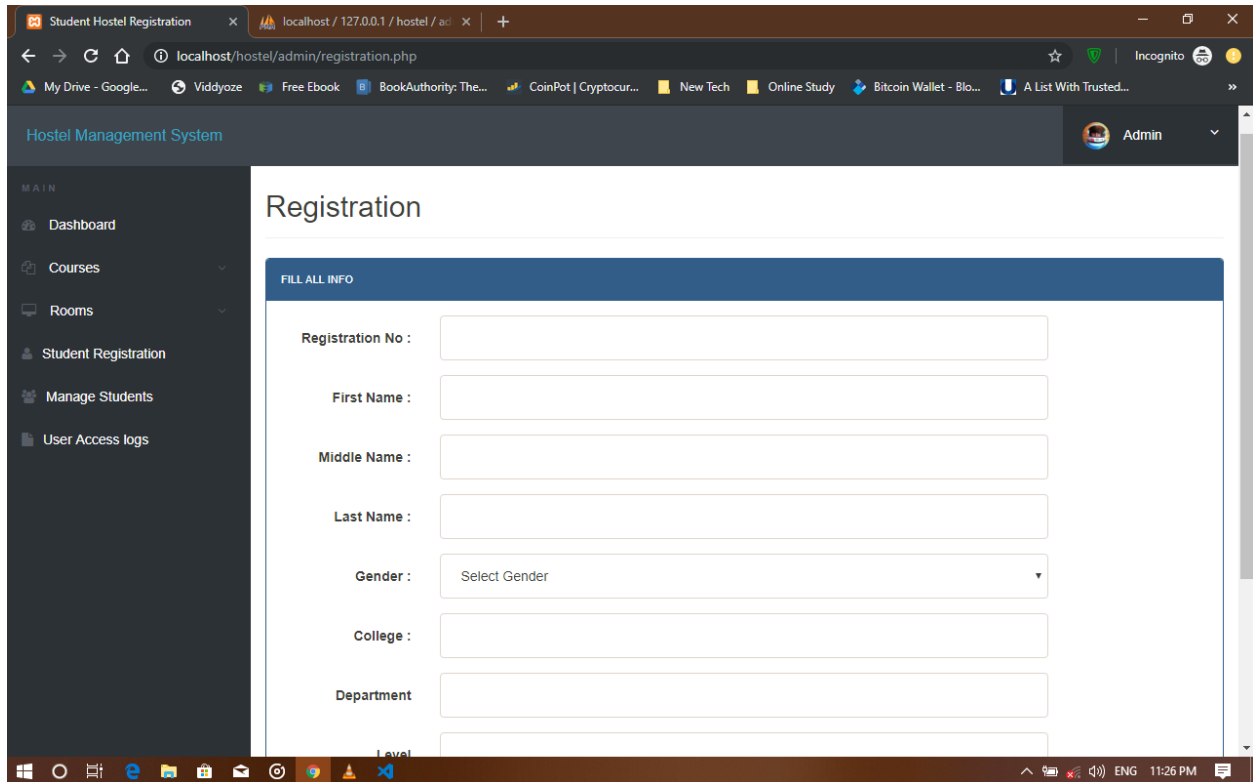 Student Hostel Registration
localhost / 127.0.0.1 / hostel / ad
localhost/hostel/admin/registration.php
Incognito
My Drive - Google...
Viddyoze
Free Ebook
BookAuthority: The...
CoinPot | Cryptocur...
New Tech
Online Study
Bitcoin Wallet - Blo...
A List With Trusted...
»
Hostel Management System
Admin
MAIN
Dashboard
Courses
Rooms
Student Registration
Manage Students
User Access logs
Registration
FILL ALL INFO
Registration No :
First Name :
Middle Name :
Last Name :
Gender :
Select Gender
College :
Department
Level
ENG
11:26 PM